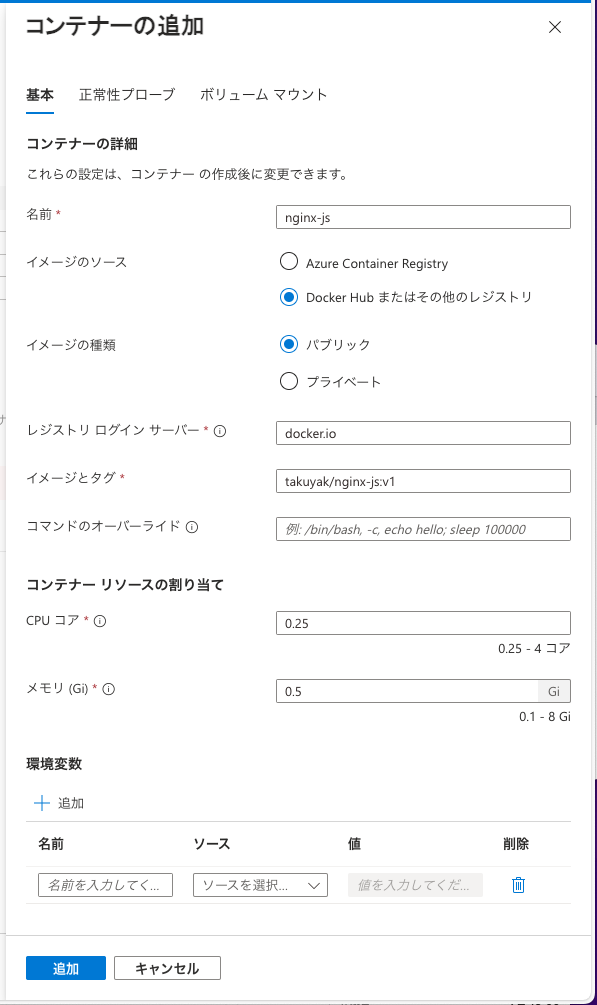 コンテナーの追加
基本 正常性プローブ ボリューム マウント
コンテナーの詳細
これらの設定は、コンテナー の作成後に変更できます。
名前 * nginx-js
イメージのソース Azure Container Registry
Docker Hub またはその他のレジストリ
イメージの種類 パブリック
プライベート
レジストリ ログイン サーバー * docker.io
イメージとタグ * takuyak/nginx-js:v1
コマンドのオーバーライド 例: /bin/bash, -c, echo hello; sleep 100000
コンテナー リソースの割り当て
CPU コア * 0.25
0.25 - 4 コア
メモリ (Gi) * 0.5 Gi
0.1 - 8 Gi
環境変数
追加
名前 ソース 値 削除
名前を入力してく... ソースを選択... 値を入力してくだ...
追加 キャンセル